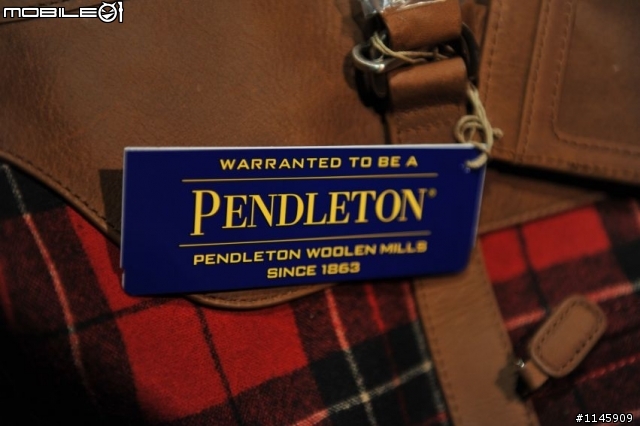 MOBILE01
WARRANTED TO BE A
PENDLETON®
PENDLETON WOOLEN MILLS
SINCE 1863
#1145909